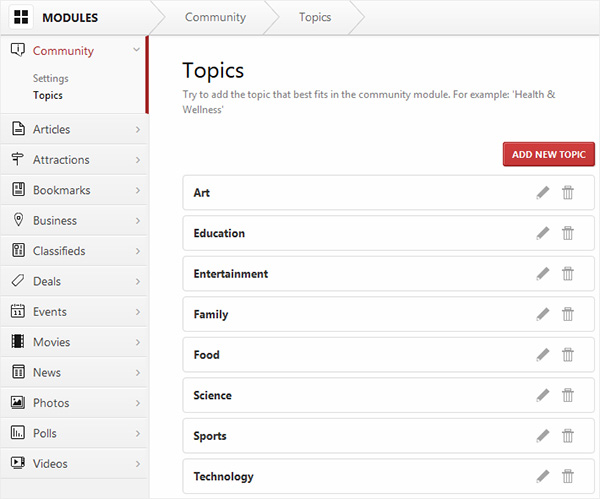 MODULES
Community
Topics
Community
Settings
Topics
Articles
Attractions
Bookmarks
Business
Classifieds
Deals
11
Events
Movies
News
Photos
Polls
Videos
Topics
Try to add the topic that best fits in the community module. For example: 'Health &
Wellness'
ADD NEW TOPIC
Art
Education
Entertainment
Family
Food
Science
Sports
Technology